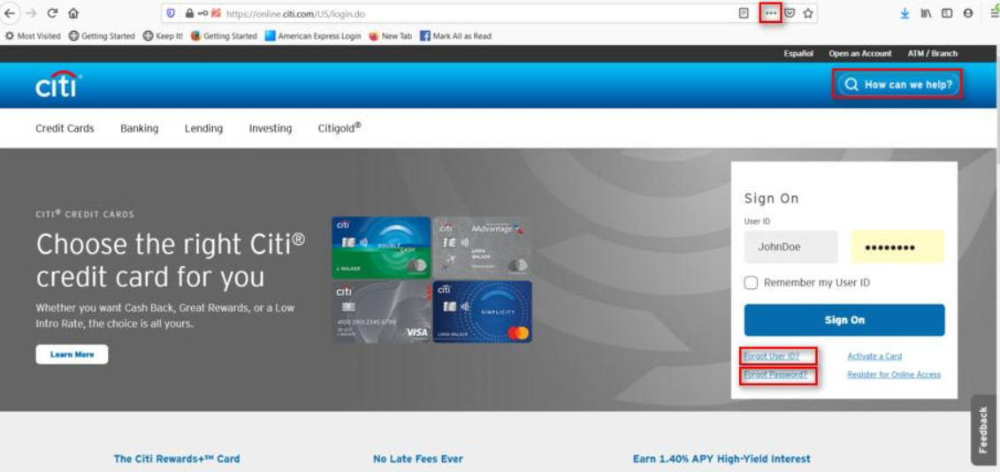 https://online.citi.com/US/login.do
Most Visited Getting Started Keep It! Getting Started American Express Login New Tab Mark All as Read
Español Open an Account ATM / Branch
citi
How can we help?
Credit Cards Banking Lending Investing Citigold®
CITI® CREDIT CARDS
Choose the right Citi®
credit card for you
Whether you want Cash Back, Great Rewards, or a Low
Intro Rate, the choice is all yours.
Learn More
citi
DOUBLE CASH
L WALKER
citi
AAdvantage
LINDA
WALKER
citi
VISA
citi
SIMPLICITY
LINDA WALKER
Sign On
User ID
JohnDoe ••••••••
Remember my User ID
Sign On
Forgot User ID? Activate a Card
Forgot Password? Register for Online Access
Feedback
The Citi Rewards+℠ Card No Late Fees Ever Earn 1.40% APY High-Yield Interest